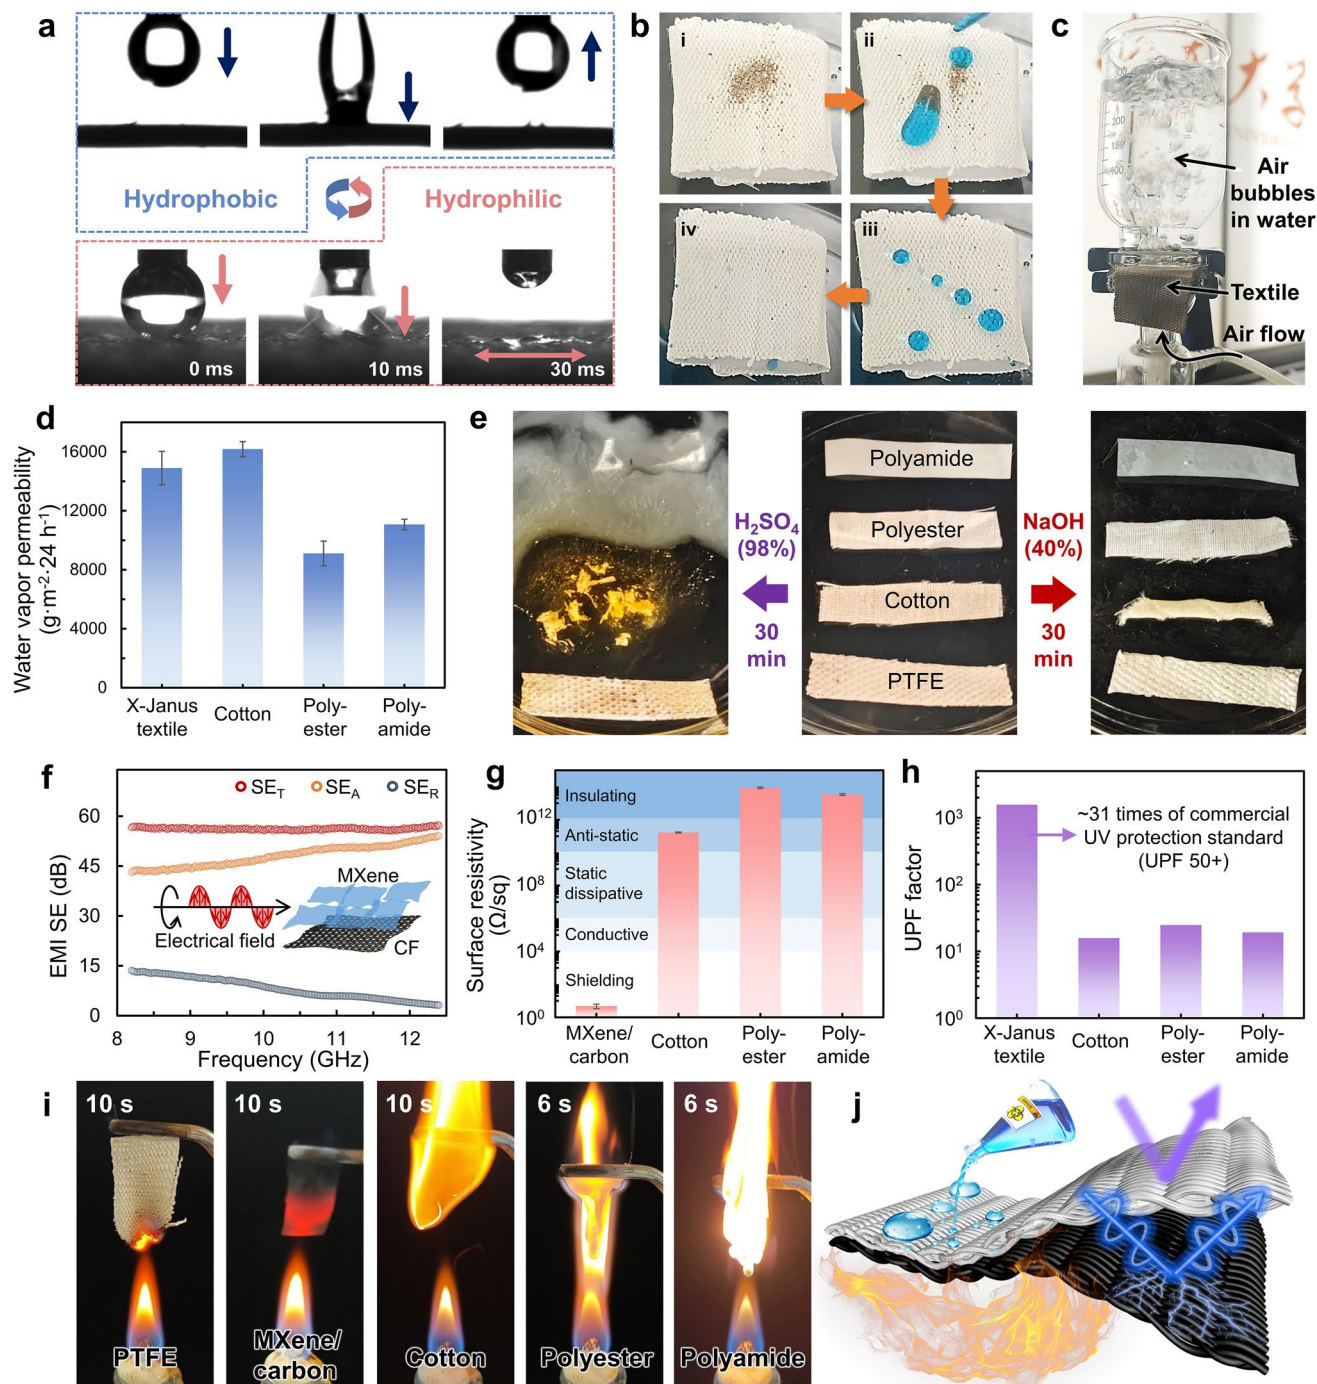 a
Hydrophobic
Hydrophilic
0 ms
10 ms
30 ms
b
i
ii
iv
iii
c
大学
200
Air
bubbles
in water
Textile
Air flow
d
Water vapor permeability
(g·m⁻²·24 h⁻¹)
16000
12000
8000
4000
0
X-Janus
textile
Cotton
Poly-
ester
Poly-
amide
e
H₂SO₄
(98%)
30
min
Polyamide
Polyester
Cotton
PTFE
NaOH
(40%)
30
min
f
SE_T
SE_A
SE_R
EMI SE (dB)
60
45
30
15
0
MXene
Electrical field
CF
8
9
10
11
12
Frequency (GHz)
g
Surface resistivity
(Ω/sq)
10¹²
10⁸
10⁴
10⁰
Insulating
Anti-static
Static
dissipative
Conductive
Shielding
MXene/
carbon
Cotton
Poly-
ester
Poly-
amide
h
UPF factor
10³
10²
10¹
10⁰
~31 times of commercial
UV protection standard
(UPF 50+)
X-Janus
textile
Cotton
Poly-
ester
Poly-
amide
i
10 s
PTFE
10 s
MXene/
carbon
10 s
Cotton
6 s
Polyester
6 s
Polyamide
j